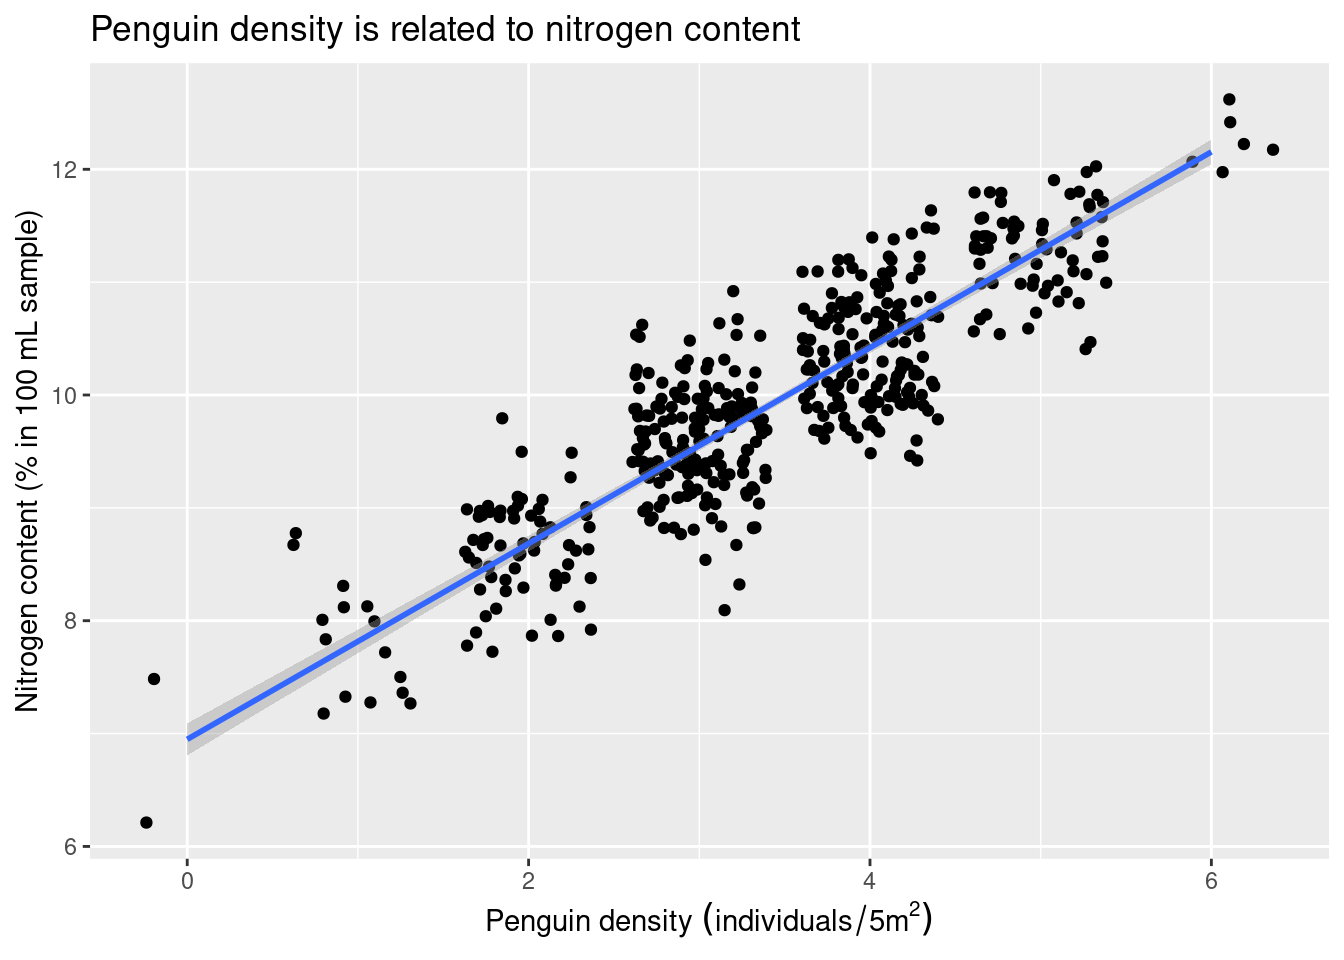 Penguin density is related to nitrogen content
Nitrogen content (% in 100 mL sample)
12
10
8
6
0 2 4 6
Penguin density (individuals/5m²)